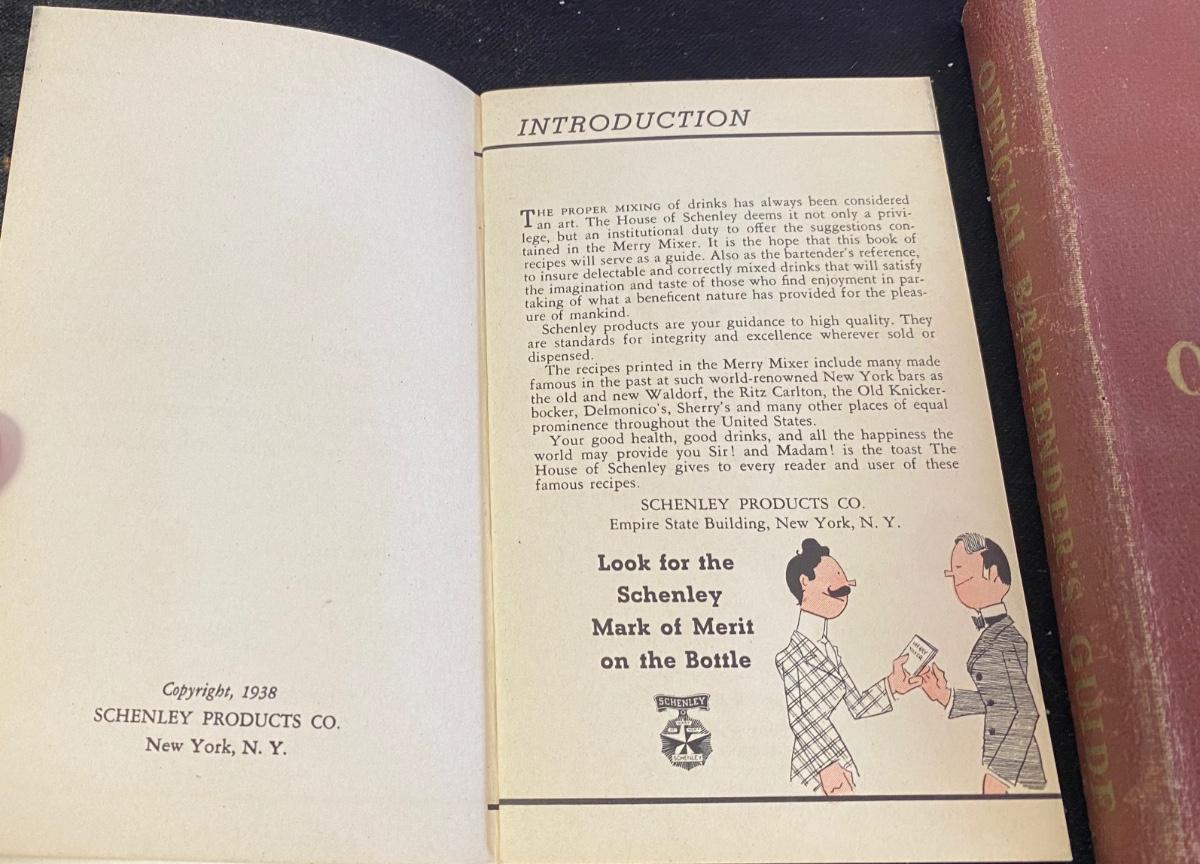 Copyright, 1938
SCHENLEY PRODUCTS CO.
New York, N. Y.
INTRODUCTION
THE PROPER MIXING of drinks has always been considered
an art. The House of Schenley deems it not only a privi-
lege, but an institutional duty to offer the suggestions con-
tained in the Merry Mixer. It is the hope that this book of
recipes will serve as a guide. Also as the bartender's reference,
to insure delectable and correctly mixed drinks that will satisfy
the imagination and taste of those who find enjoyment in par-
taking of what a beneficent nature has provided for the pleas-
ure of mankind.
Schenley products are your guidance to high quality. They
are standards for integrity and excellence wherever sold or
dispensed.
The recipes printed in the Merry Mixer include many made
famous in the past at such world-renowned New York bars as
the old and new Waldorf, the Ritz Carlton, the Old Knicker-
bocker, Delmonico's, Sherry's and many other places of equal
prominence throughout the United States.
Your good health, good drinks, and all the happiness the
world may provide you Sir! and Madam! is the toast The
House of Schenley gives to every reader and user of these
famous recipes.
SCHENLEY PRODUCTS CO.
Empire State Building, New York, N. Y.
Look for the
Schenley
Mark of Merit
on the Bottle
SCHENLEY
MARK
OF MERIT
SCHENLEY
MERRY
MIXER
OFFICIAL BARTENDER'S GUIDE
O